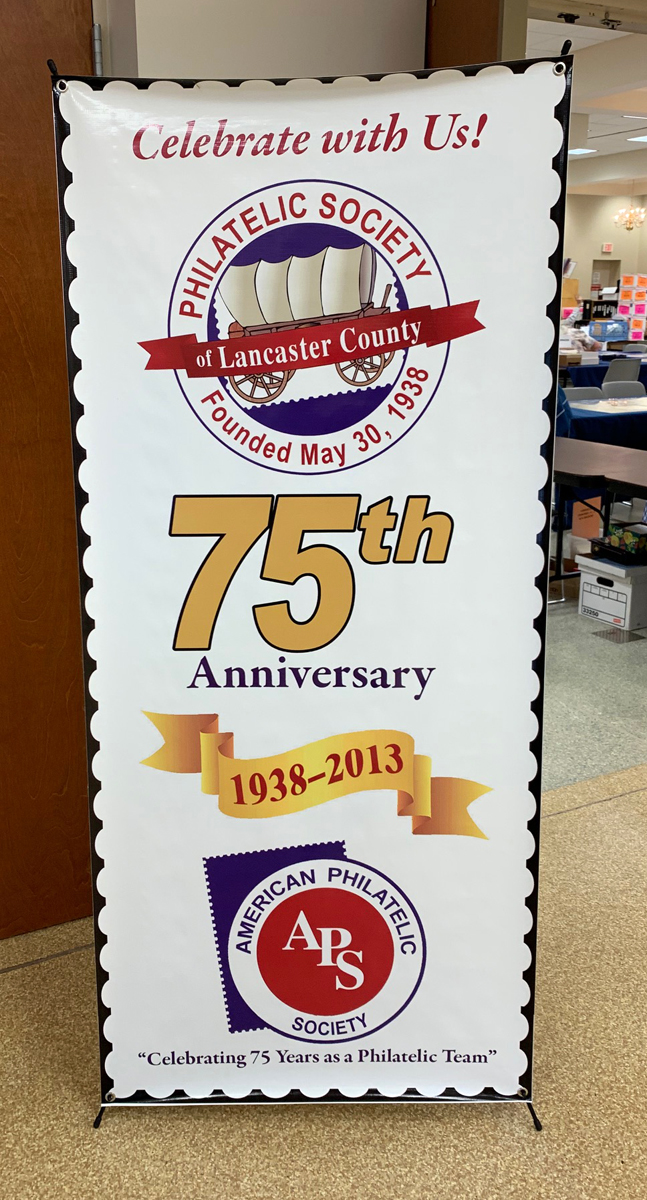 Celebrate with Us!
PHILATELIC SOCIETY
of Lancaster County
Founded May 30, 1938
75th
Anniversary
1938–2013
AMERICAN PHILATELIC
APS
SOCIETY
“Celebrating 75 Years as a Philatelic Team”